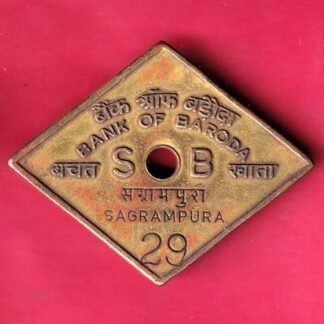 बैंक ऑफ बड़ौदा
BANK OF BARODA
बचत S B खाता
सग्रामपुरा
SAGRAMPURA
29